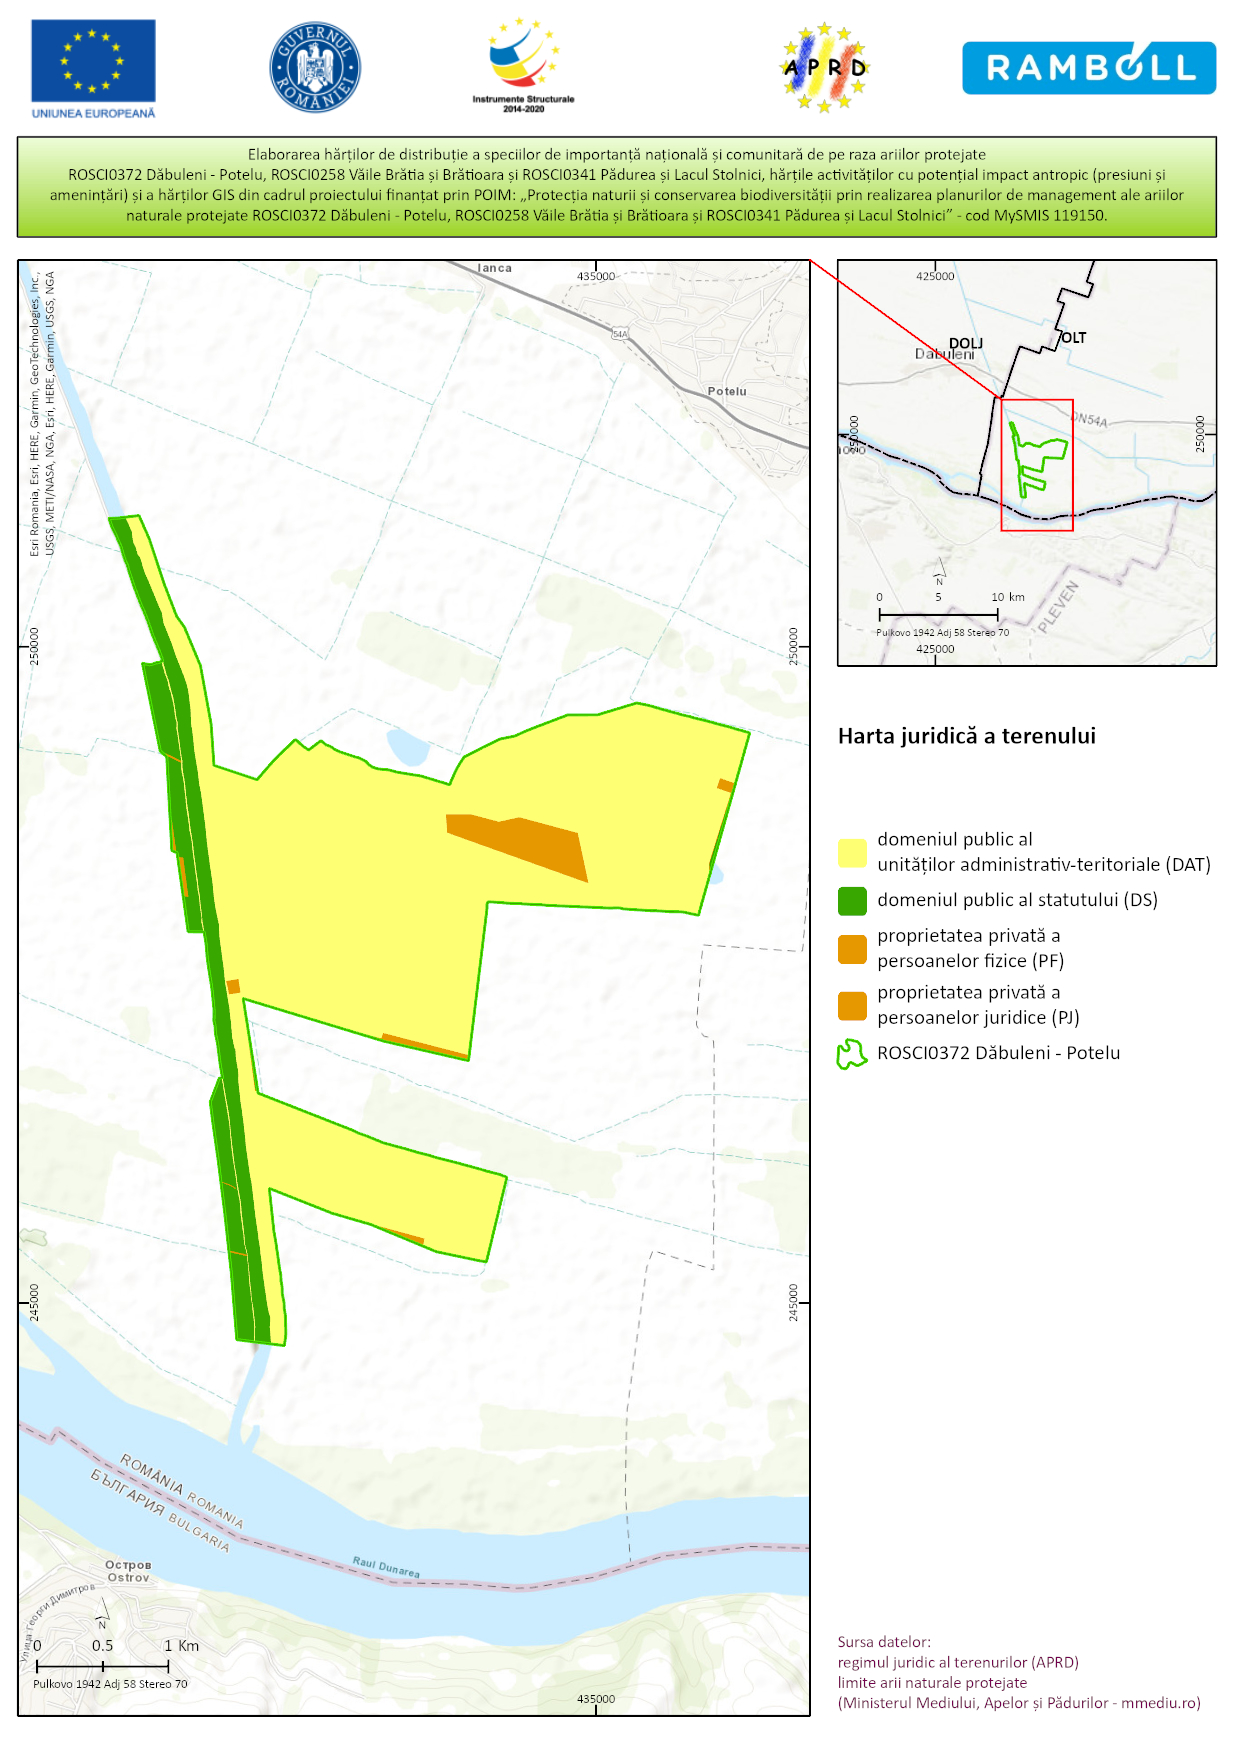 UNIUNEA EUROPEANĂ
GUVERNUL ROMÂNIEI
Instrumente Structurale
2014-2020
APRD
RAMBOLL
Elaborarea hărților de distribuție a speciilor de importanță națională și comunitară de pe raza ariilor protejate
ROSCI0372 Dăbuleni - Potelu, ROSCI0258 Văile Brătia și Brătioara și ROSCI0341 Pădurea și Lacul Stolnici, hărțile activităților cu potențial impact antropic (presiuni și
amenințări) și a hărților GIS din cadrul proiectului finanțat prin POIM: „Protecția naturii si conservarea biodiversității prin realizarea planurilor de management ale ariilor
naturale protejate ROSCI0372 Dăbuleni - Potelu, ROSCI0258 Văile Brătia și Brătioara și ROSCI0341 Pădurea și Lacul Stolnici” - cod MySMIS 119150.
Esri Romania, Esri, HERE, Garmin, GeoTechnologies, Inc.,
USGS, METI/NASA, NGA, Esri, HERE, Garmin, USGS, NGA
Ianca
435000
54A
Potelu
250000
250000
245000
245000
ROMÂNIA ROMANIA
БЪЛГАРИЯ BULGARIA
Raul Dunarea
Остров
Ostrov
Улица Георги Димитров
N
0 0.5 1 Km
Pulkovo 1942 Adj 58 Stereo 70
435000
425000
DOLJ
OLT
Dabuleni
DN54A
250000
250000
PLEVEN
N
0 5 10 km
Pulkovo 1942 Adj 58 Stereo 70
425000
Harta juridică a terenului
domeniul public al
unităților administrativ-teritoriale (DAT)
domeniul public al statutului (DS)
proprietatea privată a
persoanelor fizice (PF)
proprietatea privată a
persoanelor juridice (PJ)
ROSCI0372 Dăbuleni - Potelu
Sursa datelor:
regimul juridic al terenurilor (APRD)
limite arii naturale protejate
(Ministerul Mediului, Apelor și Pădurilor - mmediu.ro)